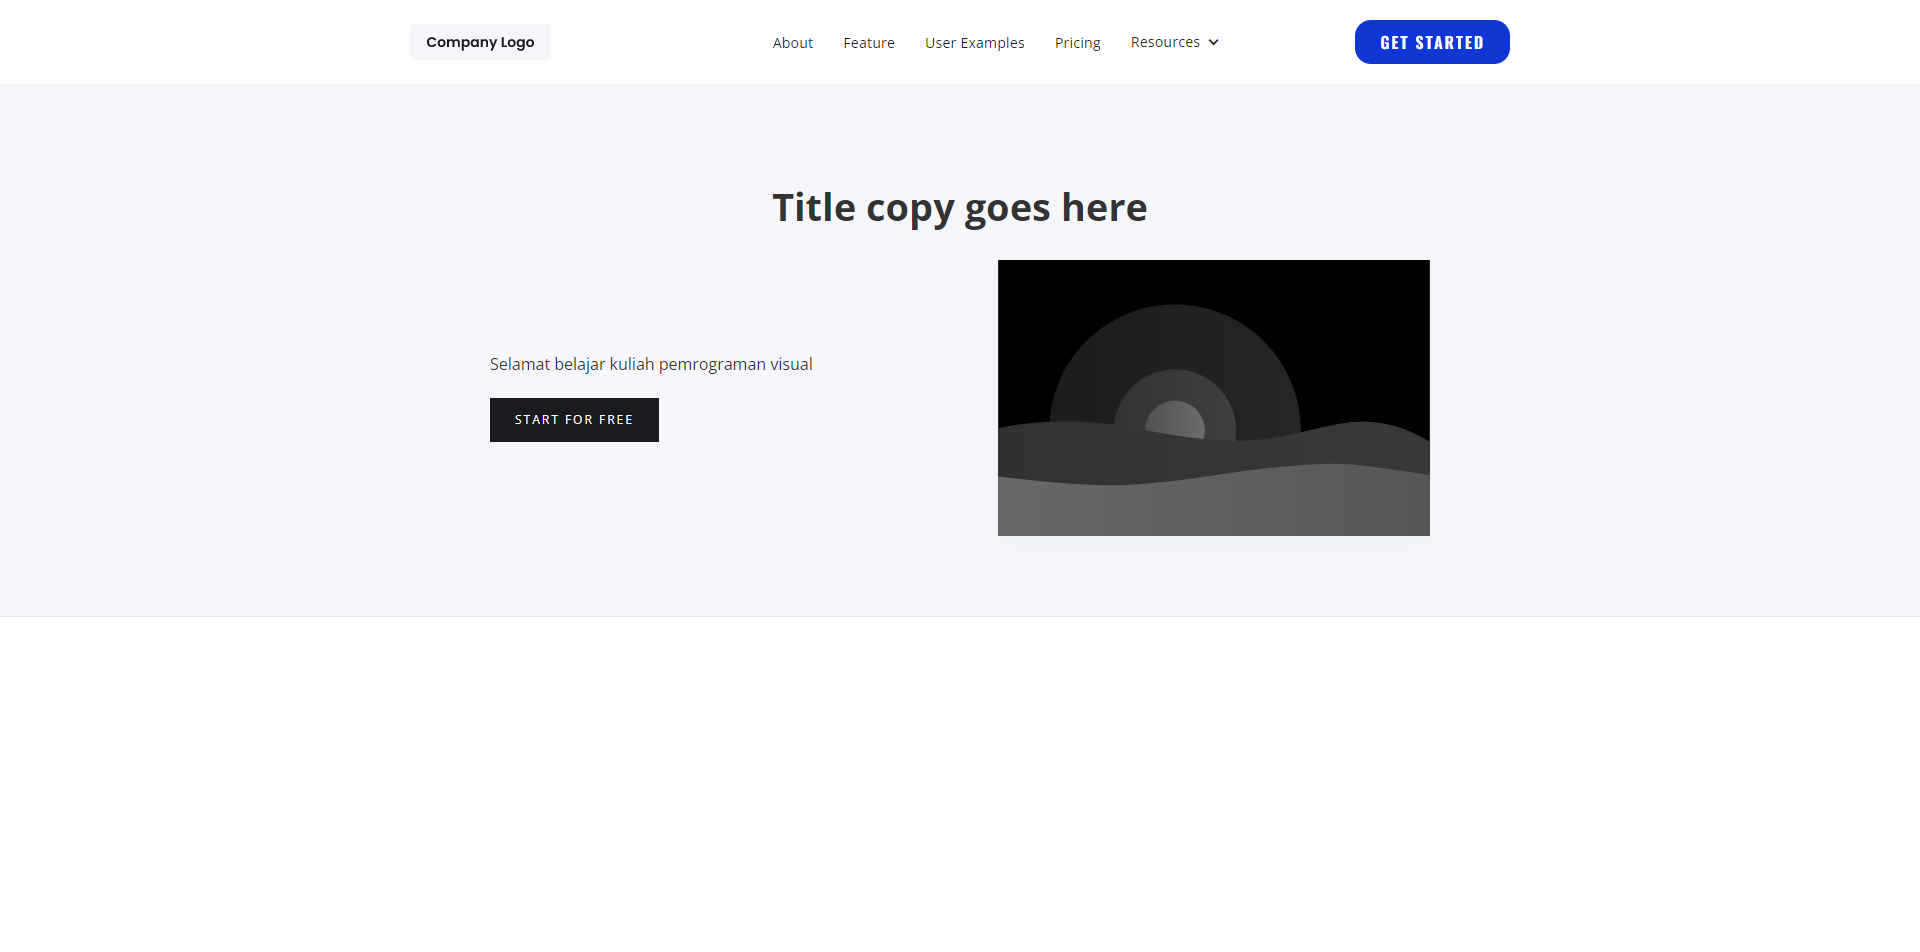 Company Logo
About
Feature
User Examples
Pricing
Resources
GET STARTED
Title copy goes here
Selamat belajar kuliah pemrograman visual
START FOR FREE